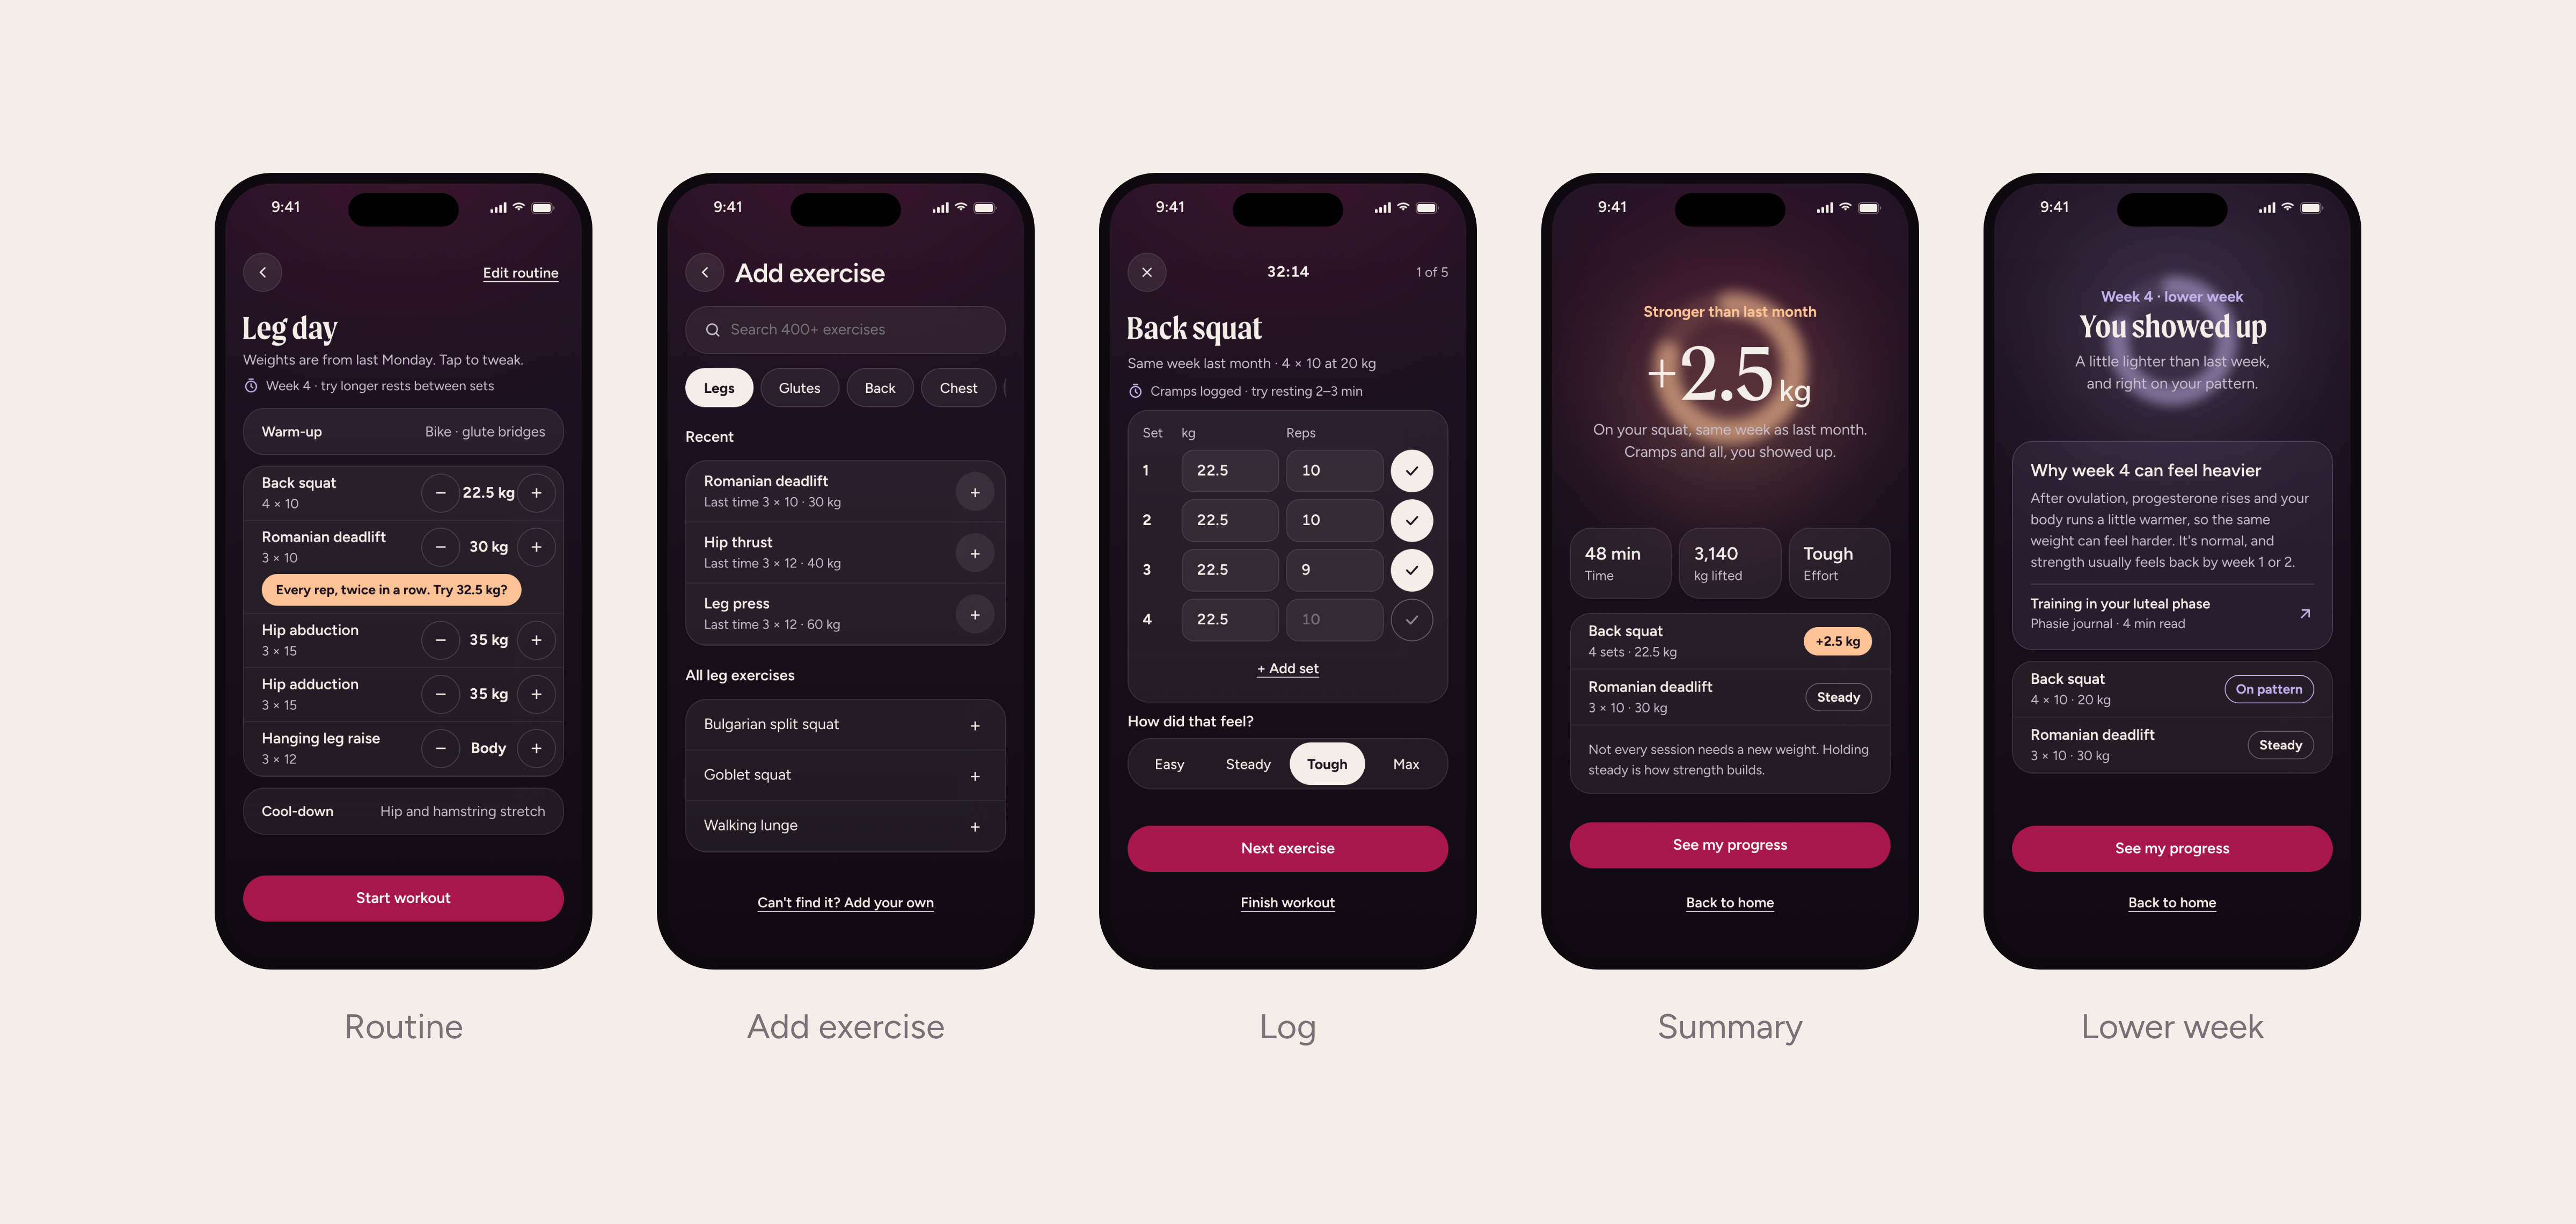 9:41
Edit routine
Leg day
Weights are from last Monday. Tap to tweak.
Week 4 · try longer rests between sets
Warm-up Bike · glute bridges
Back squat
4 × 10
− 22.5 kg +
Romanian deadlift
3 × 10
− 30 kg +
Every rep, twice in a row. Try 32.5 kg?
Hip abduction
3 × 15
− 35 kg +
Hip adduction
3 × 15
− 35 kg +
Hanging leg raise
3 × 12
− Body +
Cool-down Hip and hamstring stretch
Start workout
Routine
9:41
Add exercise
Search 400+ exercises
Legs Glutes Back Chest
Recent
Romanian deadlift
Last time 3 × 10 · 30 kg
+
Hip thrust
Last time 3 × 12 · 40 kg
+
Leg press
Last time 3 × 12 · 60 kg
+
All leg exercises
Bulgarian split squat +
Goblet squat +
Walking lunge +
Can't find it? Add your own
Add exercise
9:41
32:14 1 of 5
Back squat
Same week last month · 4 × 10 at 20 kg
Cramps logged · try resting 2–3 min
Set kg Reps
1 22.5 10
2 22.5 10
3 22.5 9
4 22.5 10
+ Add set
How did that feel?
Easy Steady Tough Max
Next exercise
Finish workout
Log
9:41
Stronger than last month
+2.5 kg
On your squat, same week as last month.
Cramps and all, you showed up.
48 min
Time
3,140
kg lifted
Tough
Effort
Back squat
4 sets · 22.5 kg
+2.5 kg
Romanian deadlift
3 × 10 · 30 kg
Steady
Not every session needs a new weight. Holding
steady is how strength builds.
See my progress
Back to home
Summary
9:41
Week 4 · lower week
You showed up
A little lighter than last week,
and right on your pattern.
Why week 4 can feel heavier
After ovulation, progesterone rises and your
body runs a little warmer, so the same
weight can feel harder. It's normal, and
strength usually feels back by week 1 or 2.
Training in your luteal phase
Phasie journal · 4 min read
Back squat
4 × 10 · 20 kg
On pattern
Romanian deadlift
3 × 10 · 30 kg
Steady
See my progress
Back to home
Lower week